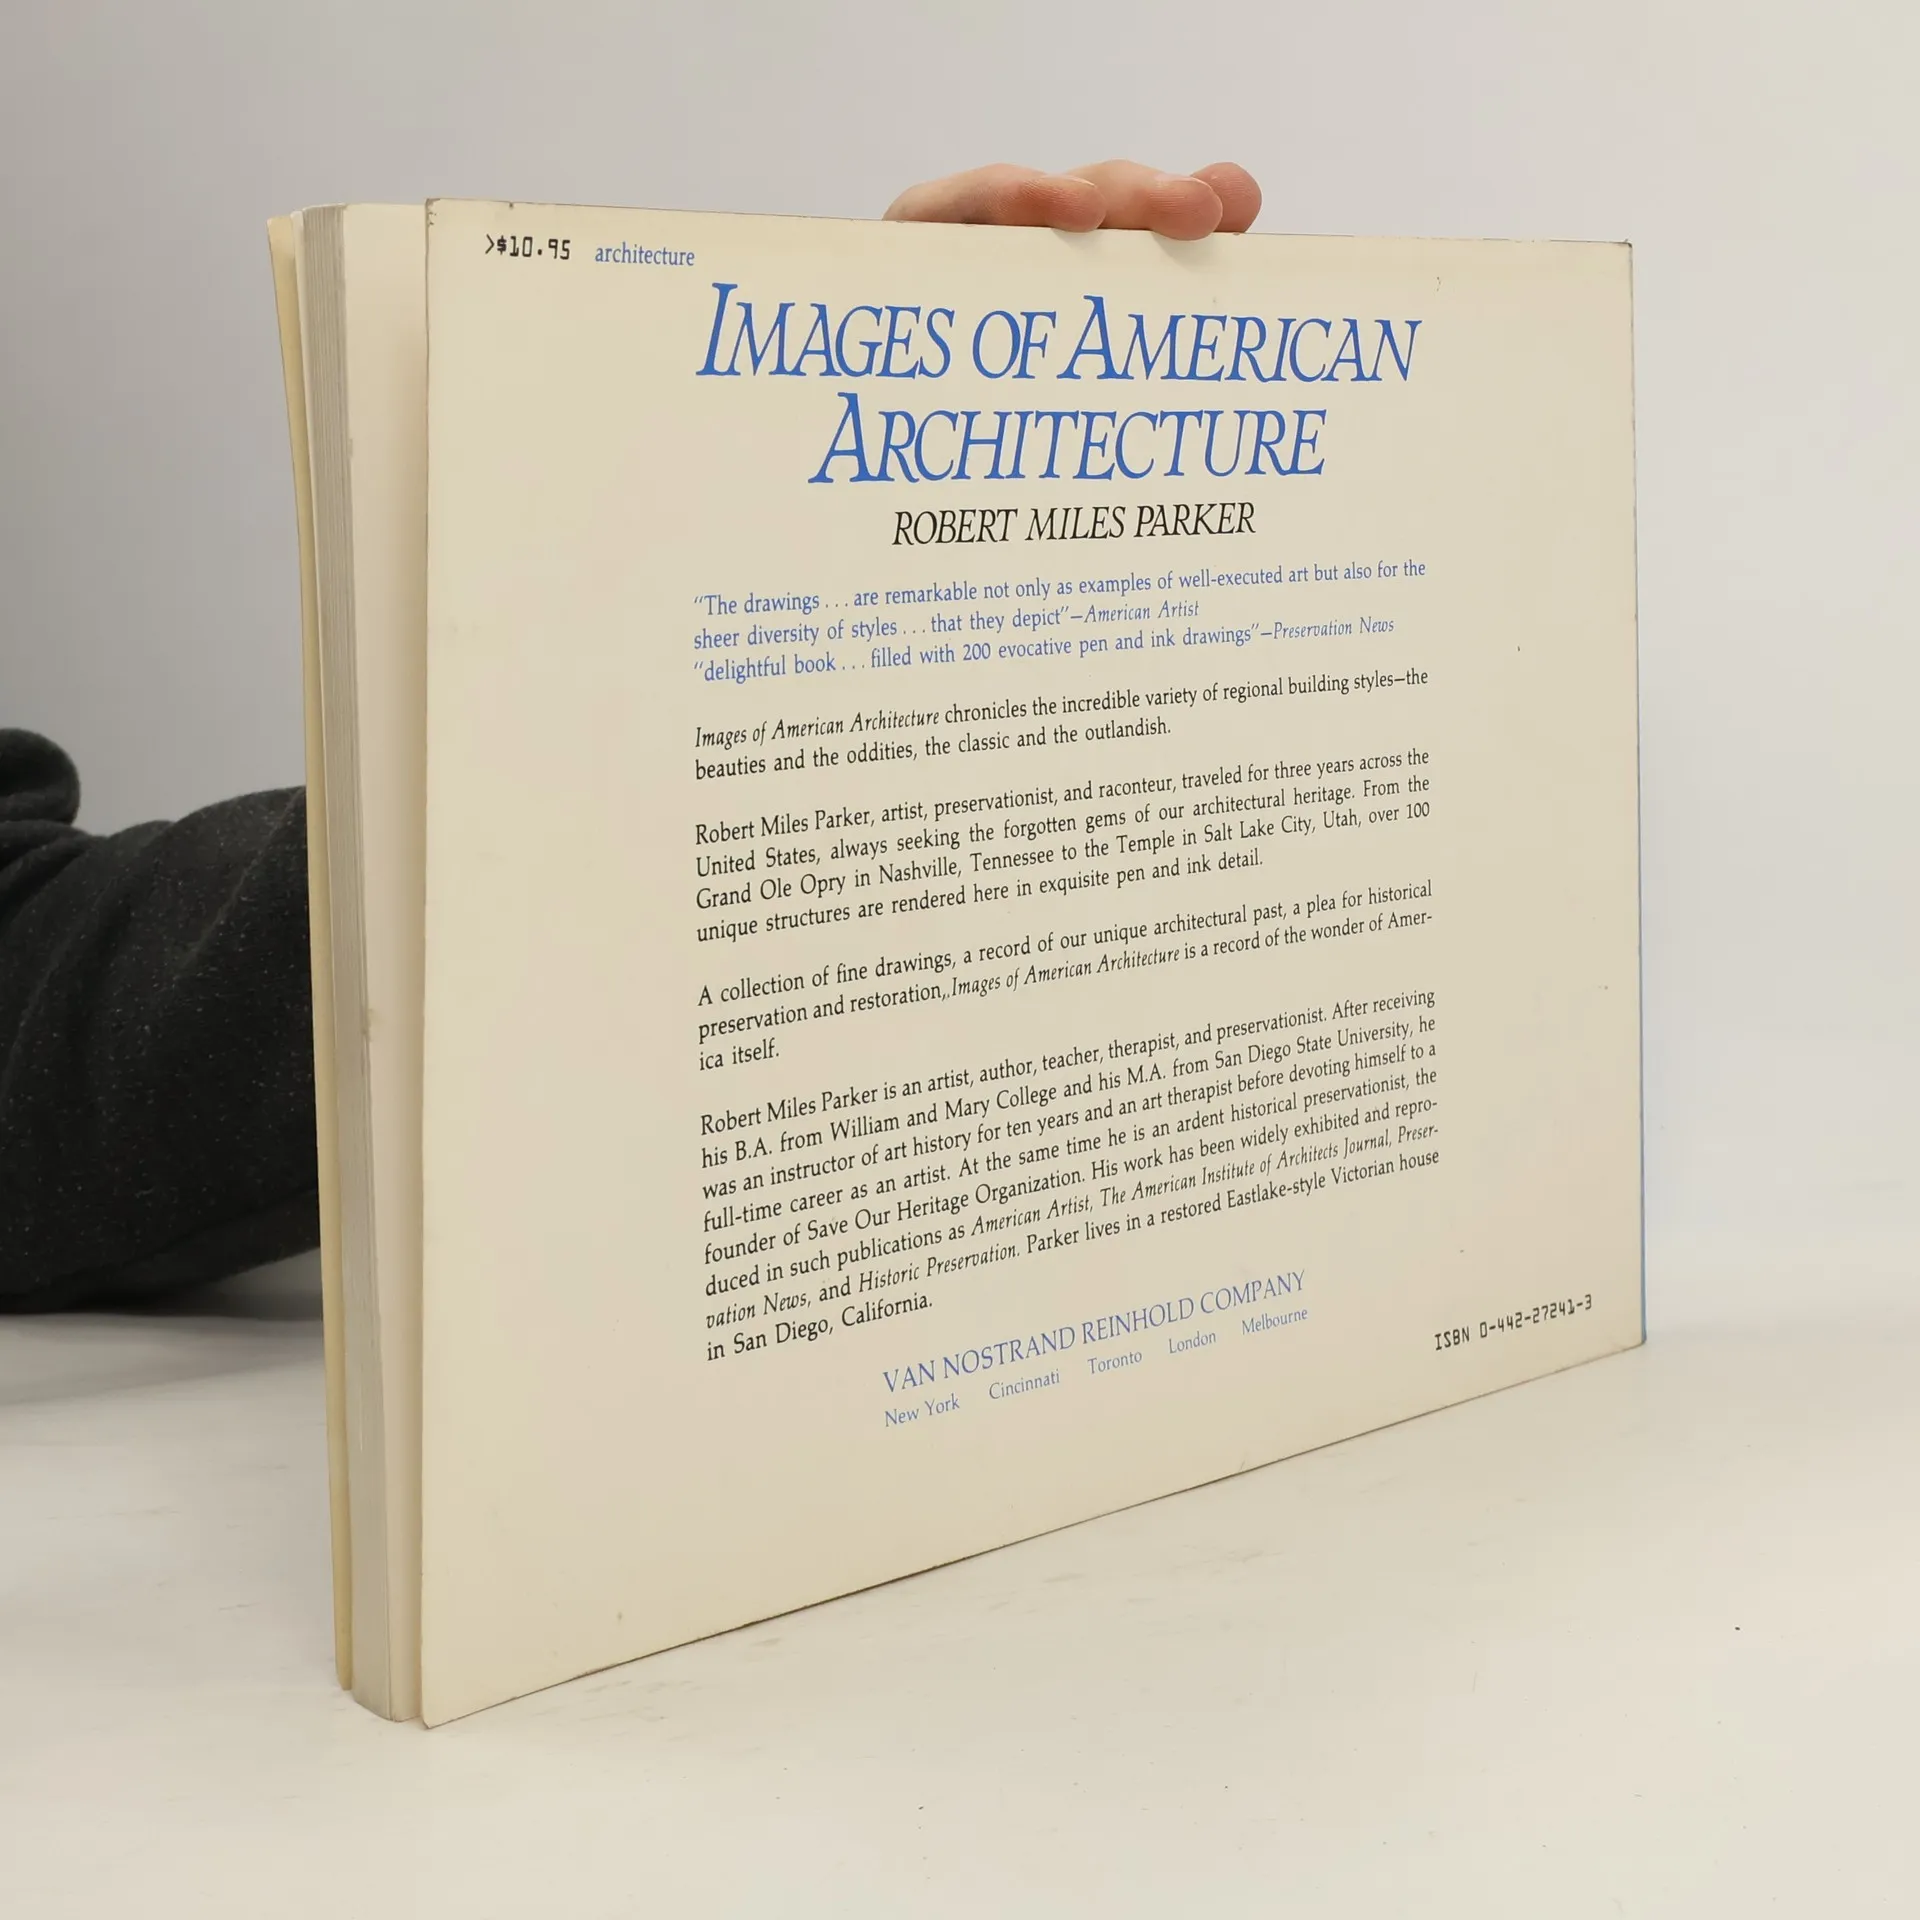 >$10.95 architecture
IMAGES OF AMERICAN
ARCHITECTURE
ROBERT MILES PARKER
“The drawings . . . are remarkable not only as examples of well-executed art but also for the
sheer diversity of styles . . . that they depict”—American Artist
“delightful book . . . filled with 200 evocative pen and ink drawings”—Preservation News
Images of American Architecture chronicles the incredible variety of regional building styles—the
beauties and the oddities, the classic and the outlandish.
Robert Miles Parker, artist, preservationist, and raconteur, traveled for three years across the
United States, always seeking the forgotten gems of our architectural heritage. From the
Grand Ole Opry in Nashville, Tennessee to the Temple in Salt Lake City, Utah, over 100
unique structures are rendered here in exquisite pen and ink detail.
A collection of fine drawings, a record of our unique architectural past, a plea for historical
preservation and restoration, Images of American Architecture is a record of the wonder of Amer-
ica itself.
Robert Miles Parker is an artist, author, teacher, therapist, and preservationist. After receiving
his B.A. from William and Mary College and his M.A. from San Diego State University, he
was an instructor of art history for ten years and an art therapist before devoting himself to a
full-time career as an artist. At the same time he is an ardent historical preservationist, the
founder of Save Our Heritage Organization. His work has been widely exhibited and repro-
duced in such publications as American Artist, The American Institute of Architects Journal, Preser-
vation News, and Historic Preservation. Parker lives in a restored Eastlake-style Victorian house
in San Diego, California.
VAN NOSTRAND REINHOLD COMPANY
New York Cincinnati Toronto London Melbourne
ISBN 0-442-27241-3